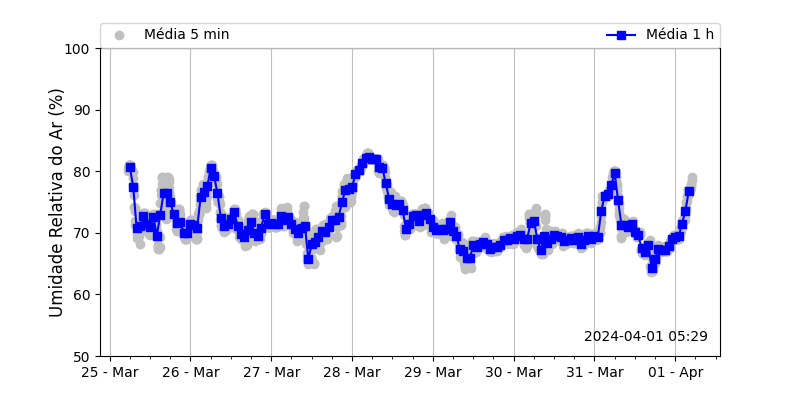 Média 5 min
Média 1 h
100
90
80
70
60
50
Umidade Relativa do Ar (%)
2024-04-01 05:29
25 - Mar
26 - Mar
27 - Mar
28 - Mar
29 - Mar
30 - Mar
31 - Mar
01 - Apr